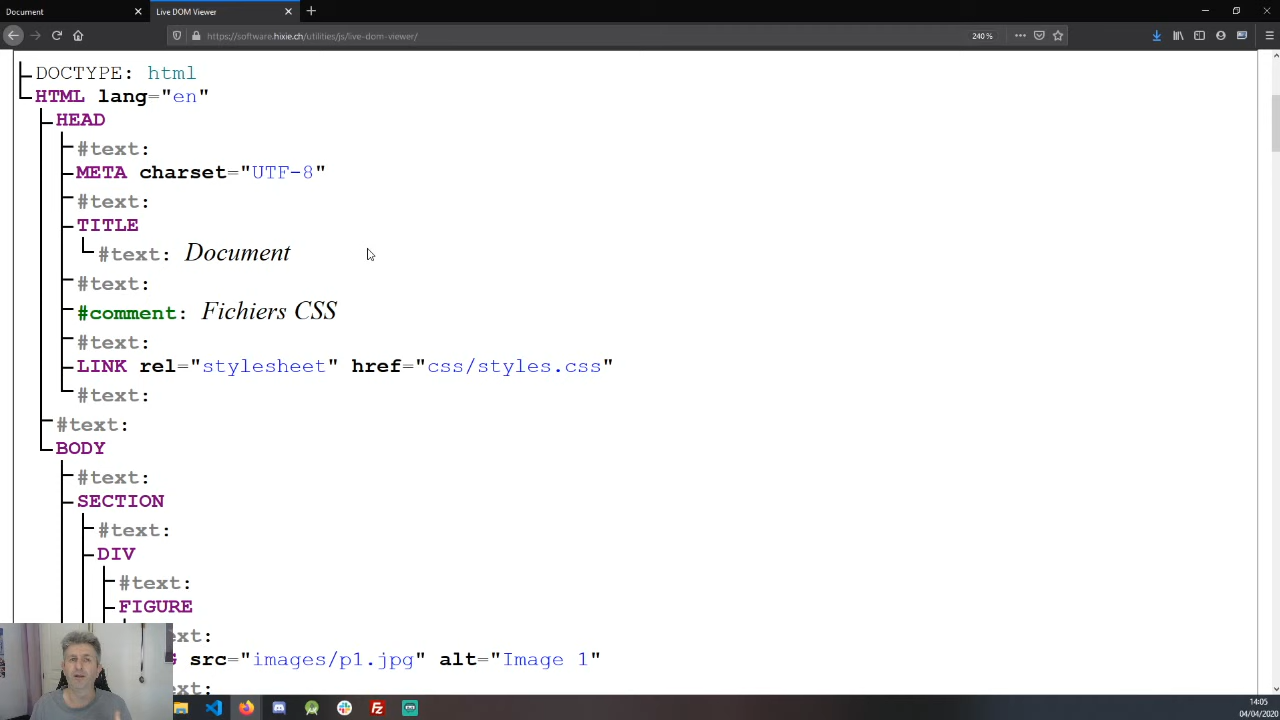 Document
Live DOM Viewer
https://software.hixie.ch/utilities/js/live-dom-viewer/
240 %
DOCTYPE: html
HTML lang="en"
HEAD
#text:
META charset="UTF-8"
#text:
TITLE
#text: Document
#text:
#comment: Fichiers CSS
#text:
LINK rel="stylesheet" href="css/styles.css"
#text:
#text:
BODY
#text:
SECTION
#text:
DIV
#text:
FIGURE
ext:
G src="images/p1.jpg" alt="Image 1"
ext:
14:05
04/04/2020